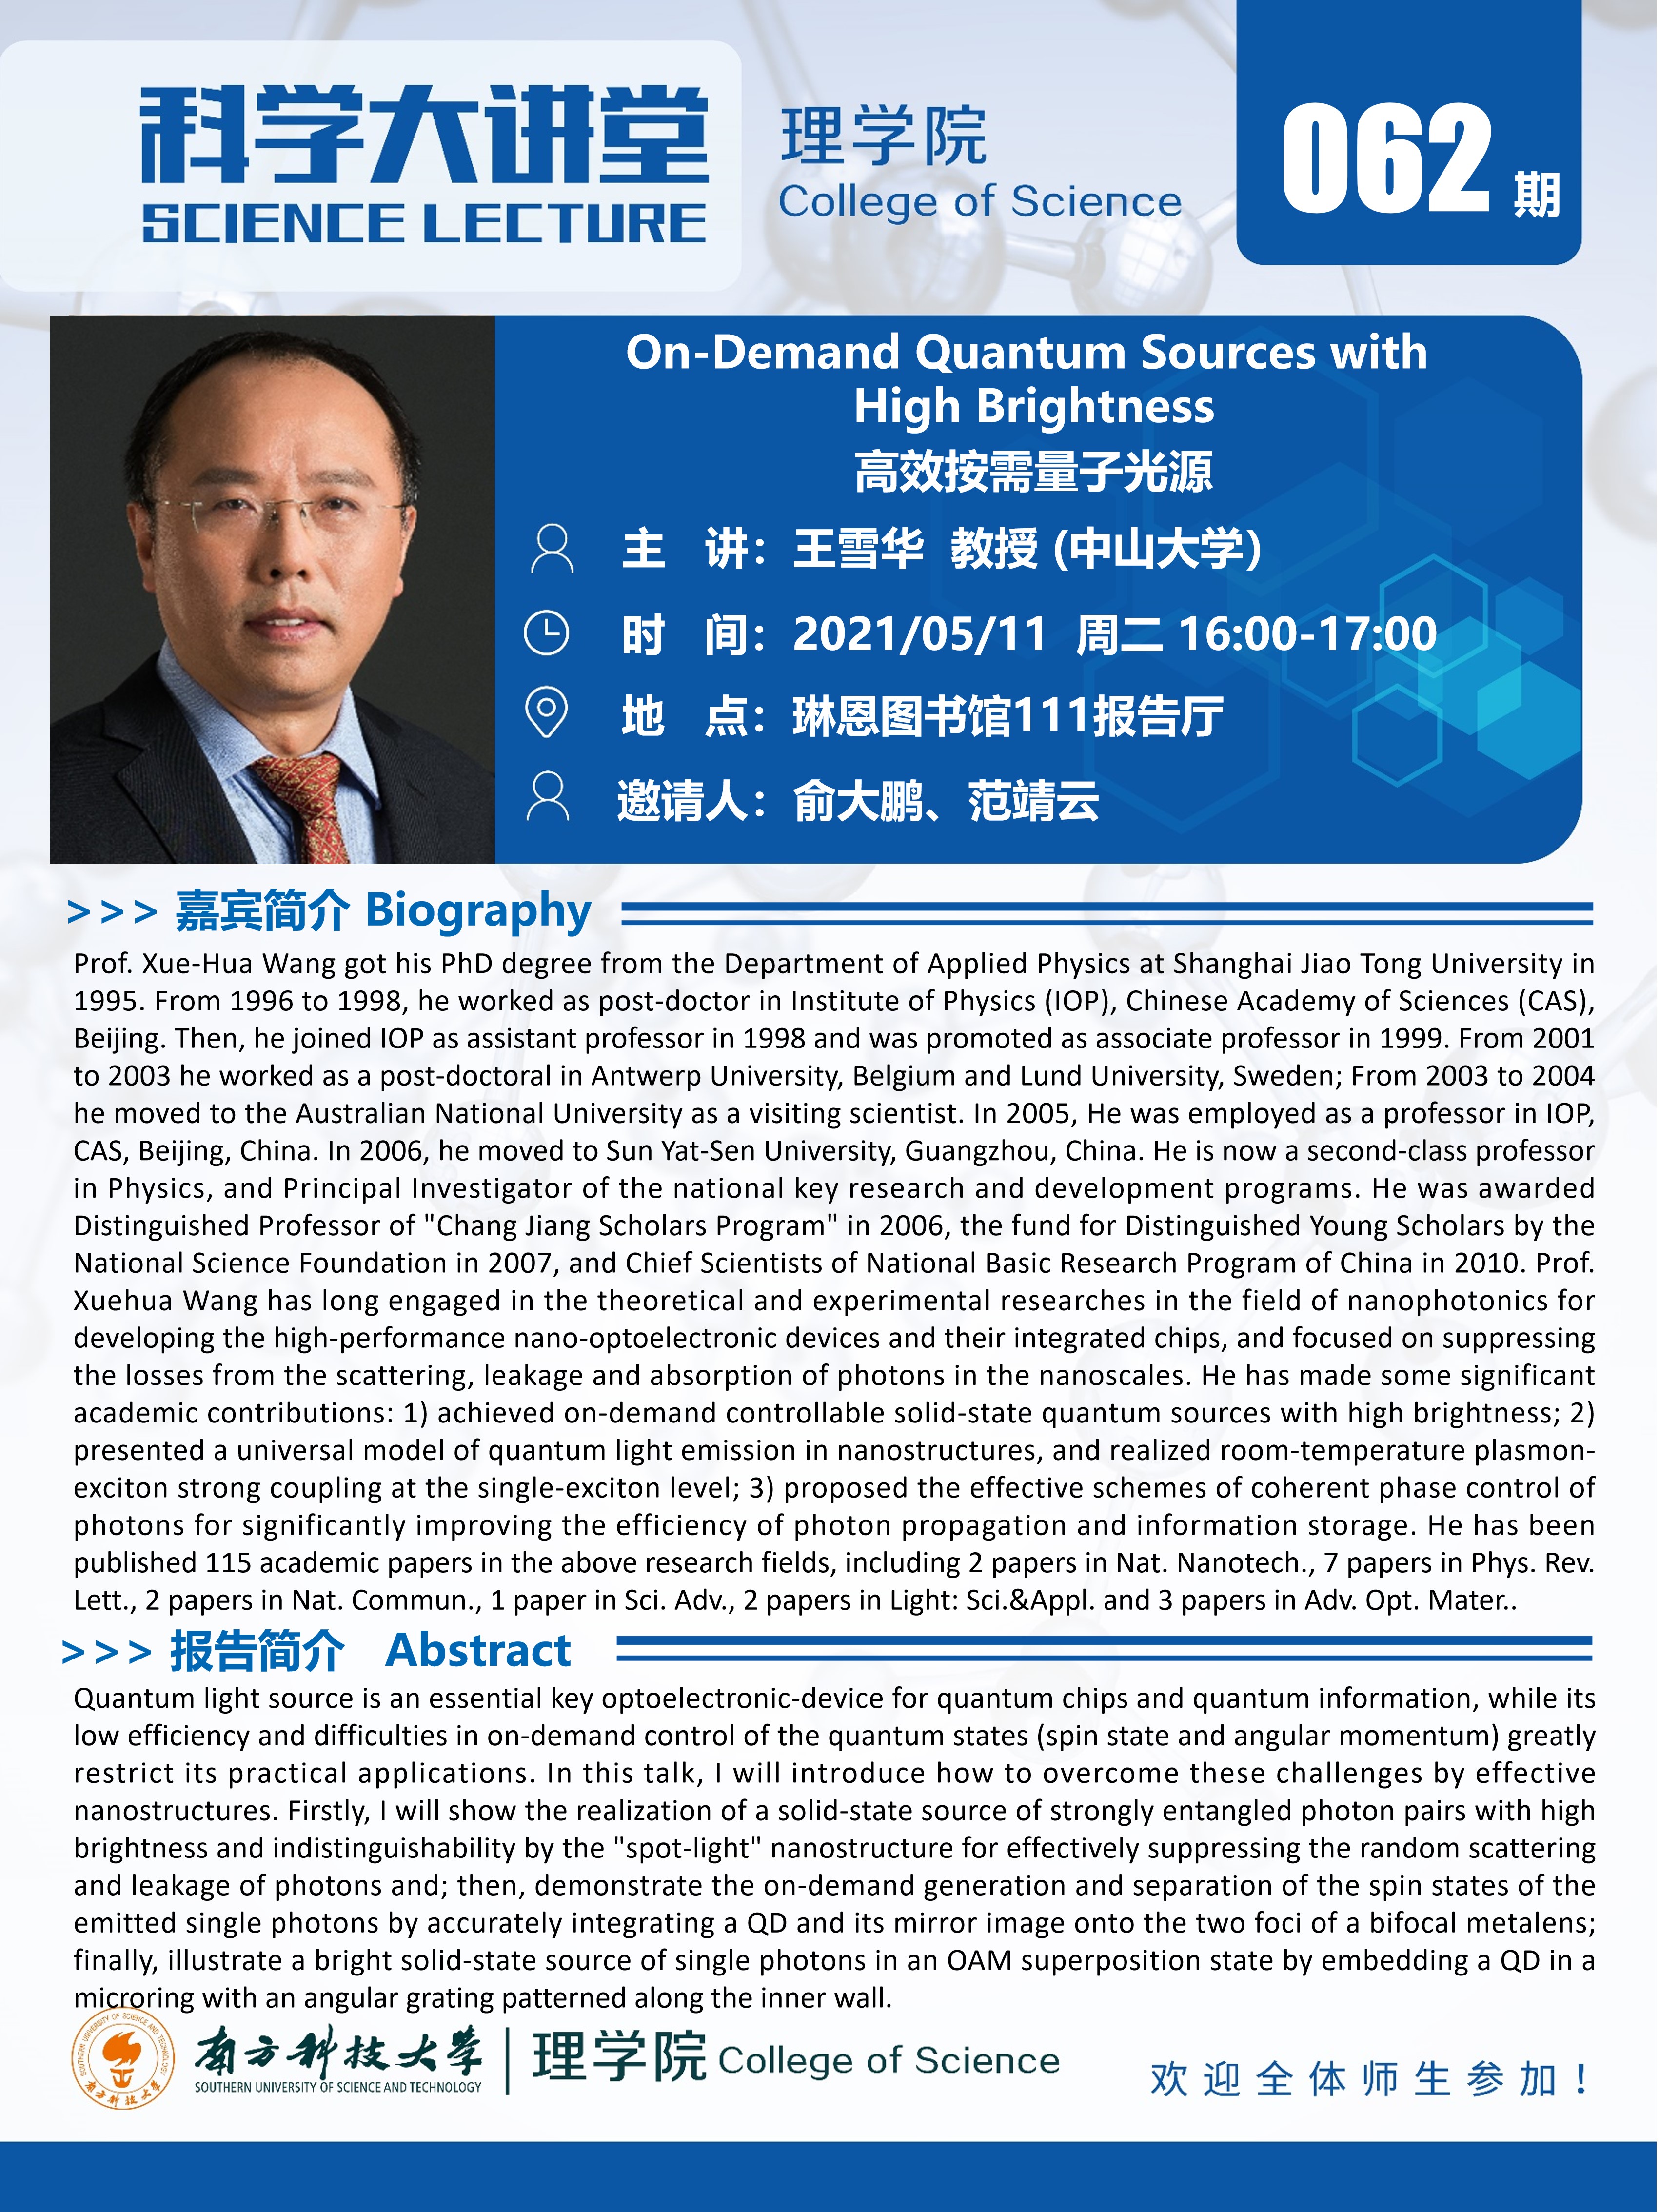 科学大讲堂
SCIENCE LECTURE
理学院
College of Science
062 期
On-Demand Quantum Sources with
High Brightness
高效按需量子光源
主 讲：王雪华 教授 (中山大学)
时 间：2021/05/11 周二 16:00-17:00
地 点：琳恩图书馆111报告厅
邀请人：俞大鹏、范靖云
>>> 嘉宾简介 Biography
Prof. Xue-Hua Wang got his PhD degree from the Department of Applied Physics at Shanghai Jiao Tong University in
1995. From 1996 to 1998, he worked as post-doctor in Institute of Physics (IOP), Chinese Academy of Sciences (CAS),
Beijing. Then, he joined IOP as assistant professor in 1998 and was promoted as associate professor in 1999. From 2001
to 2003 he worked as a post-doctoral in Antwerp University, Belgium and Lund University, Sweden; From 2003 to 2004
he moved to the Australian National University as a visiting scientist. In 2005, He was employed as a professor in IOP,
CAS, Beijing, China. In 2006, he moved to Sun Yat-Sen University, Guangzhou, China. He is now a second-class professor
in Physics, and Principal Investigator of the national key research and development programs. He was awarded
Distinguished Professor of "Chang Jiang Scholars Program" in 2006, the fund for Distinguished Young Scholars by the
National Science Foundation in 2007, and Chief Scientists of National Basic Research Program of China in 2010. Prof.
Xuehua Wang has long engaged in the theoretical and experimental researches in the field of nanophotonics for
developing the high-performance nano-optoelectronic devices and their integrated chips, and focused on suppressing
the losses from the scattering, leakage and absorption of photons in the nanoscales. He has made some significant
academic contributions: 1) achieved on-demand controllable solid-state quantum sources with high brightness; 2)
presented a universal model of quantum light emission in nanostructures, and realized room-temperature plasmon-
exciton strong coupling at the single-exciton level; 3) proposed the effective schemes of coherent phase control of
photons for significantly improving the efficiency of photon propagation and information storage. He has been
published 115 academic papers in the above research fields, including 2 papers in Nat. Nanotech., 7 papers in Phys. Rev.
Lett., 2 papers in Nat. Commun., 1 paper in Sci. Adv., 2 papers in Light: Sci.&Appl. and 3 papers in Adv. Opt. Mater..
>>> 报告简介 Abstract
Quantum light source is an essential key optoelectronic-device for quantum chips and quantum information, while its
low efficiency and difficulties in on-demand control of the quantum states (spin state and angular momentum) greatly
restrict its practical applications. In this talk, I will introduce how to overcome these challenges by effective
nanostructures. Firstly, I will show the realization of a solid-state source of strongly entangled photon pairs with high
brightness and indistinguishability by the "spot-light" nanostructure for effectively suppressing the random scattering
and leakage of photons and; then, demonstrate the on-demand generation and separation of the spin states of the
emitted single photons by accurately integrating a QD and its mirror image onto the two foci of a bifocal metalens;
finally, illustrate a bright solid-state source of single photons in an OAM superposition state by embedding a QD in a
microring with an angular grating patterned along the inner wall.
SOUTHERN UNIVERSITY OF SCIENCE AND TECHNOLOGY
南方科技大学
南方科技大学
SOUTHERN UNIVERSITY OF SCIENCE AND TECHNOLOGY
理学院 College of Science
欢迎全体师生参加！